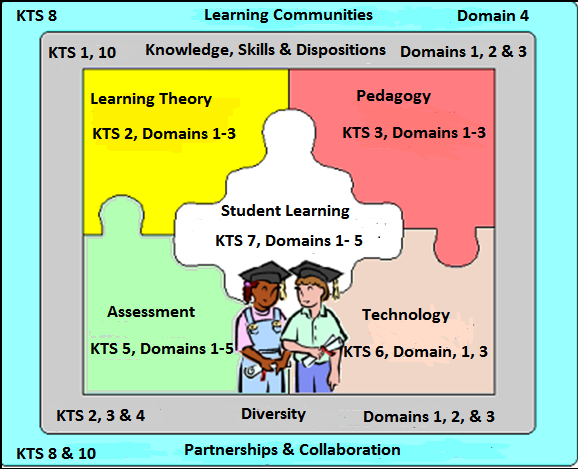 KTS 8 Learning Communities Domain 4
KTS 1, 10 Knowledge, Skills & Dispositions Domains 1, 2 & 3
Learning Theory
KTS 2, Domains 1-3
Pedagogy
KTS 3, Domains 1-3
Student Learning
KTS 7, Domains 1- 5
Assessment
KTS 5, Domains 1-5
Technology
KTS 6, Domain, 1, 3
KTS 2, 3 & 4 Diversity Domains 1, 2, & 3
KTS 8 & 10 Partnerships & Collaboration